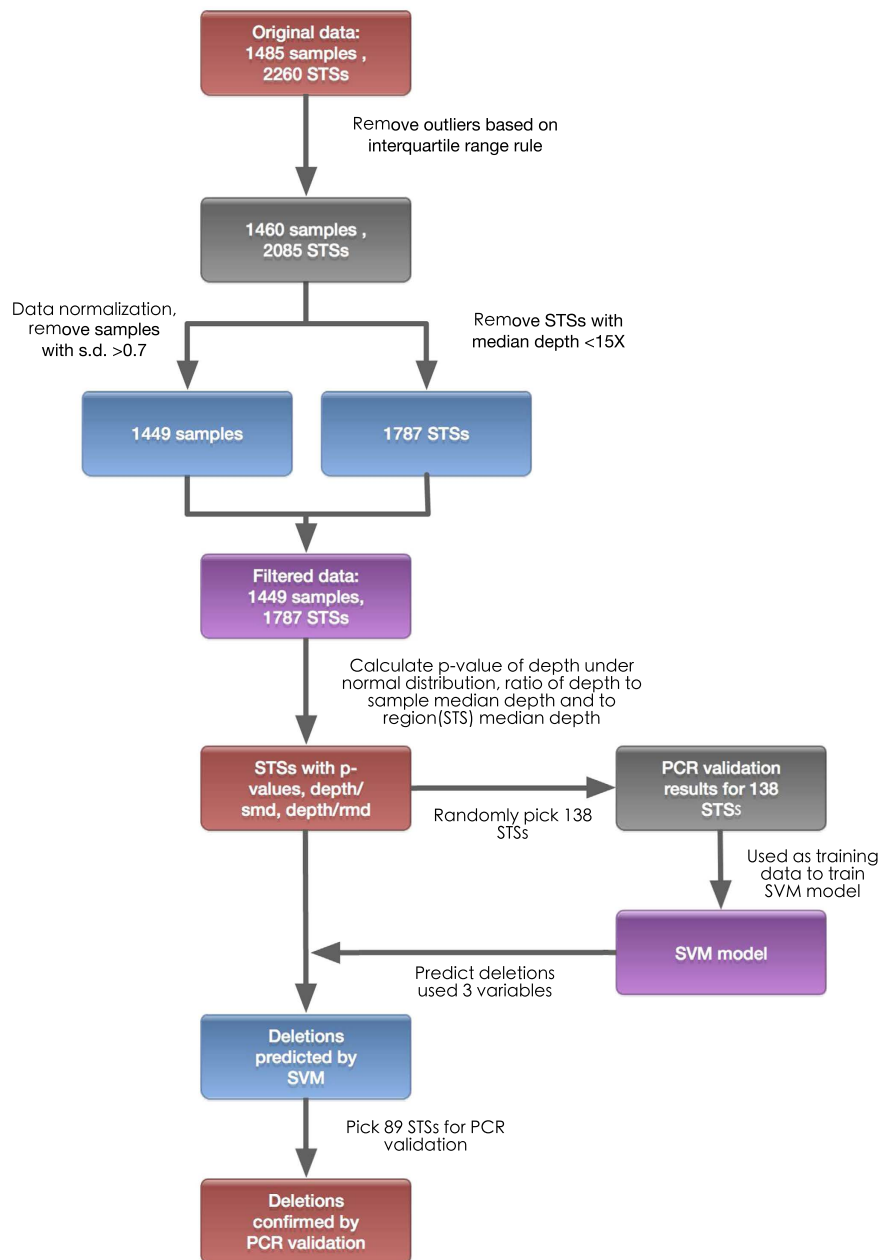 Original data:
1485 samples ,
2260 STSs
Remove outliers based on
interquartile range rule
1460 samples ,
2085 STSs
Data normalization,
remove samples
with s.d. >0.7
Remove STSs with
median depth <15X
1449 samples
1787 STSs
Filtered data:
1449 samples,
1787 STSs
Calculate p-value of depth under
normal distribution, ratio of depth to
sample median depth and to
region(STS) median depth
STSs with p-
values, depth/
smd, depth/rmd
Randomly pick 138
STSs
PCR validation
results for 138
STSs
Used as training
data to train
SVM model
SVM model
Predict deletions
used 3 variables
Deletions
predicted by
SVM
Pick 89 STSs for PCR
validation
Deletions
confirmed by
PCR validation